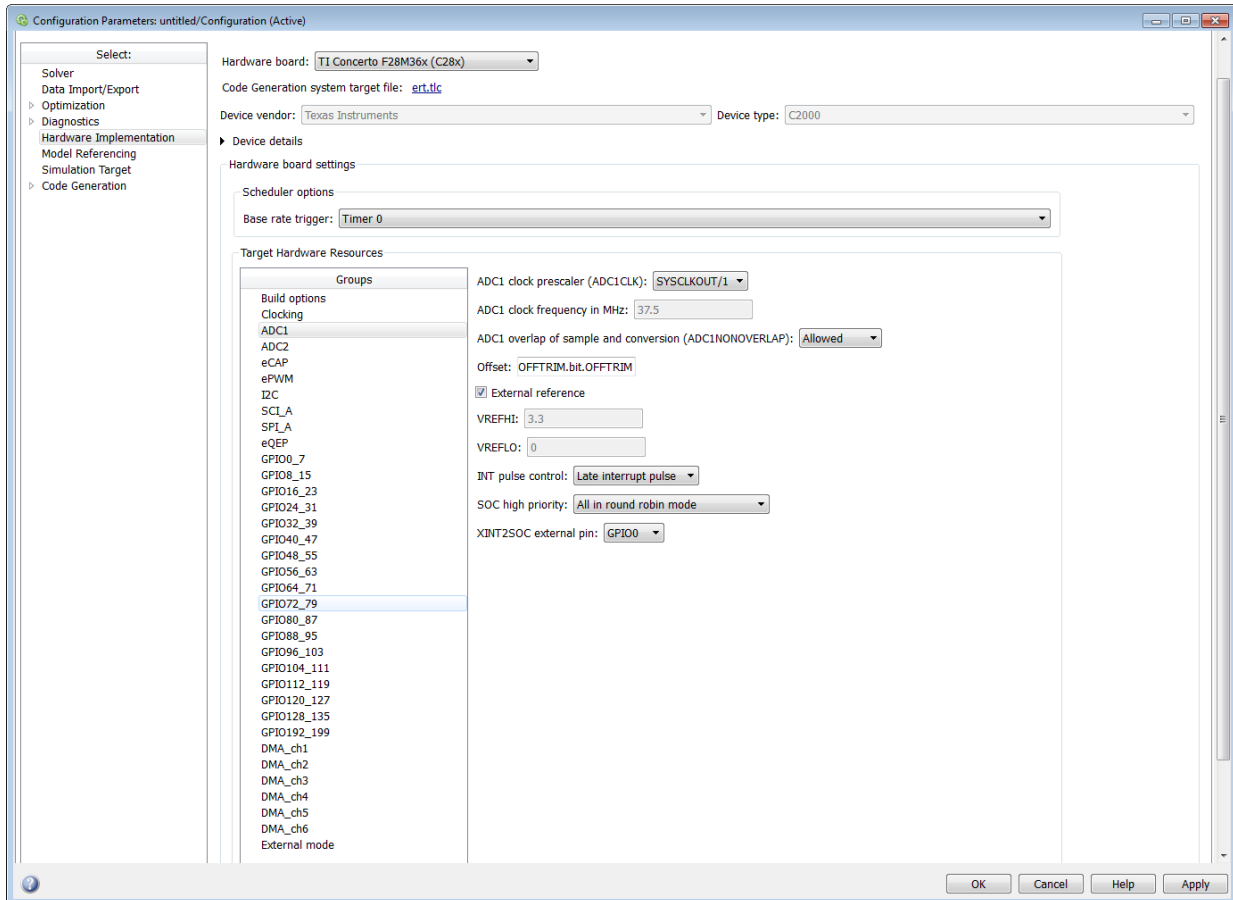 Configuration Parameters: untitled/Configuration (Active)
Select:
Solver
Data Import/Export
Optimization
Diagnostics
Hardware Implementation
Model Referencing
Simulation Target
Code Generation
Hardware board: TI Concerto F28M36x (C28x)
Code Generation system target file: ert.tlc
Device vendor: Texas Instruments Device type: C2000
Device details
Hardware board settings
Scheduler options
Base rate trigger: Timer 0
Target Hardware Resources
Groups
Build options
Clocking
ADC1
ADC2
eCAP
ePWM
I2C
SCI_A
SPI_A
eQEP
GPIO0_7
GPIO8_15
GPIO16_23
GPIO24_31
GPIO32_39
GPIO40_47
GPIO48_55
GPIO56_63
GPIO64_71
GPIO72_79
GPIO80_87
GPIO88_95
GPIO96_103
GPIO104_111
GPIO112_119
GPIO120_127
GPIO128_135
GPIO192_199
DMA_ch1
DMA_ch2
DMA_ch3
DMA_ch4
DMA_ch5
DMA_ch6
External mode
ADC1 clock prescaler (ADC1CLK): SYSCLKOUT/1
ADC1 clock frequency in MHz: 37.5
ADC1 overlap of sample and conversion (ADC1NONOVERLAP): Allowed
Offset: OFFTRIM.bit.OFFTRIM
External reference
VREFHI: 3.3
VREFLO: 0
INT pulse control: Late interrupt pulse
SOC high priority: All in round robin mode
XINT2SOC external pin: GPIO0
OK Cancel Help Apply